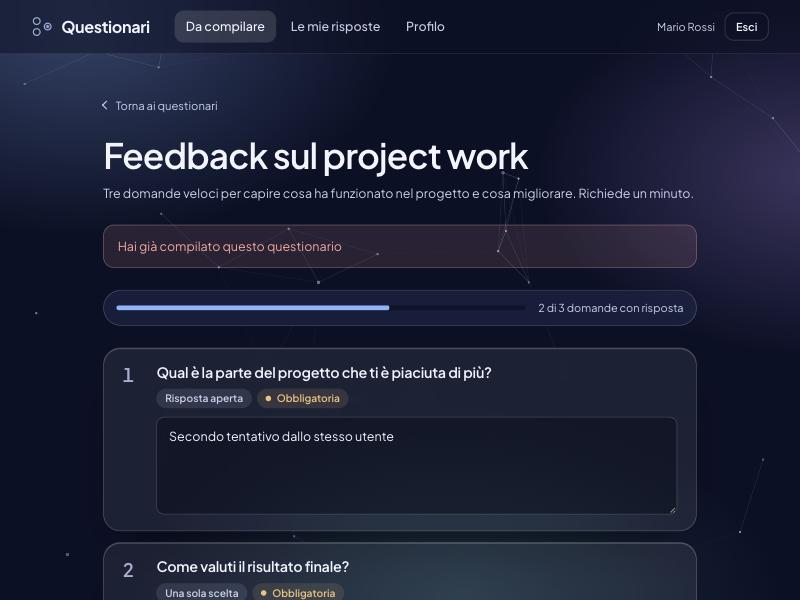 Questionari
Da compilare
Le mie risposte
Profilo
Mario Rossi
Esci
Torna ai questionari
Feedback sul project work
Tre domande veloci per capire cosa ha funzionato nel progetto e cosa migliorare. Richiede un minuto.
Hai già compilato questo questionario
2 di 3 domande con risposta
1
Qual è la parte del progetto che ti è piaciuta di più?
Risposta aperta
Obbligatoria
Secondo tentativo dallo stesso utente
2
Come valuti il risultato finale?
Una sola scelta
Obbligatoria